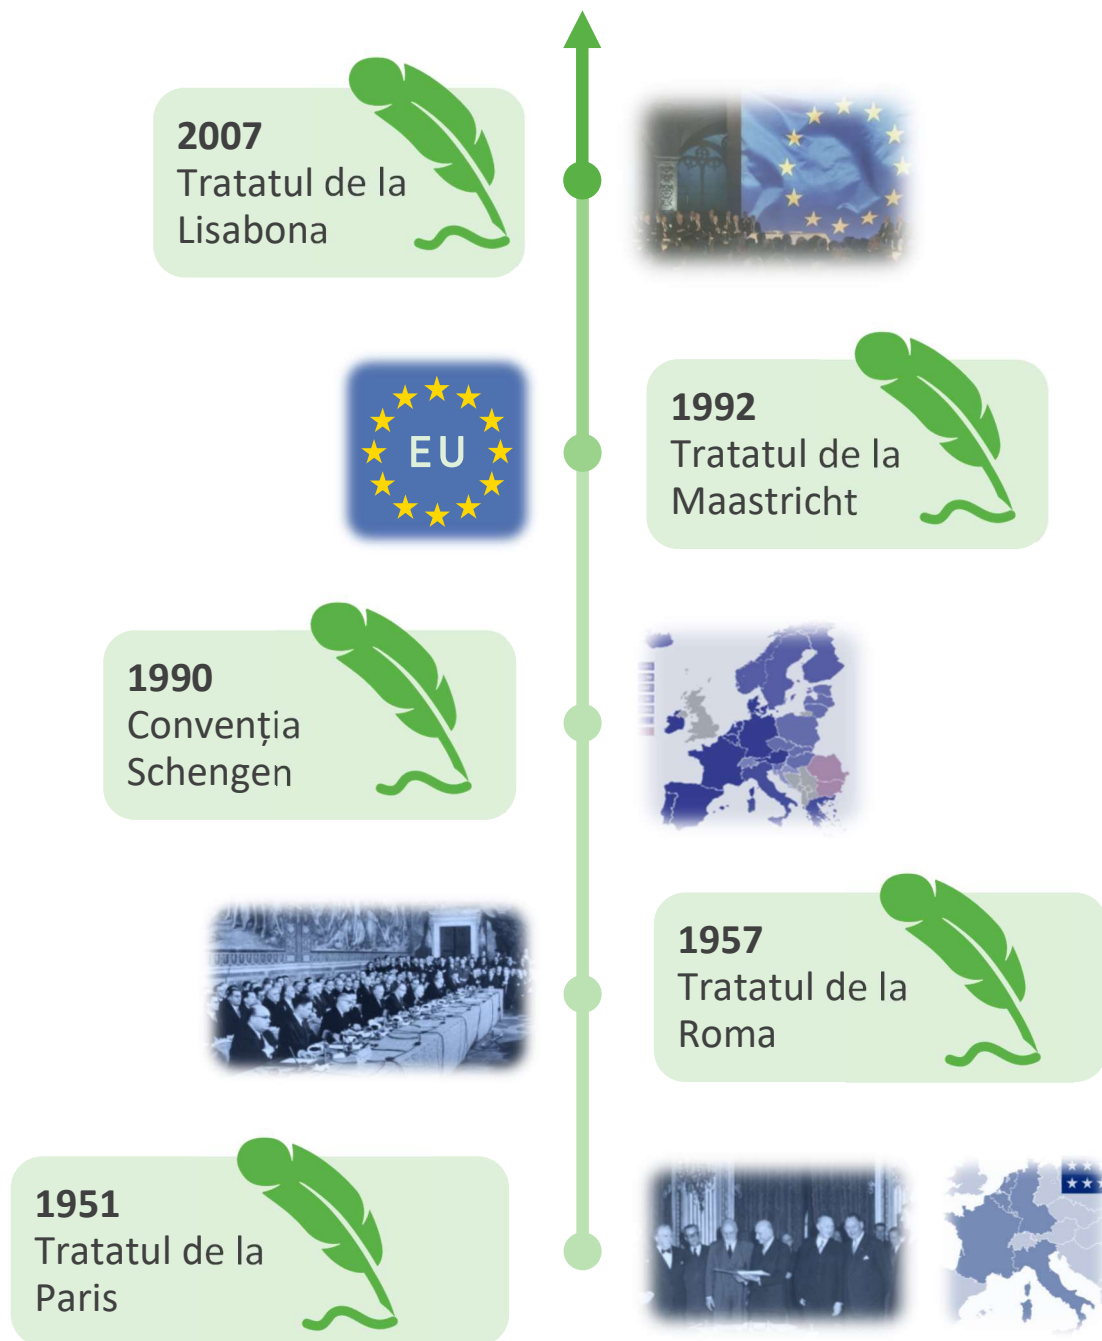 2007
Tratatul de la
Lisabona
EU
1992
Tratatul de la
Maastricht
1990
Convenția
Schengen
1957
Tratatul de la
Roma
1951
Tratatul de la
Paris